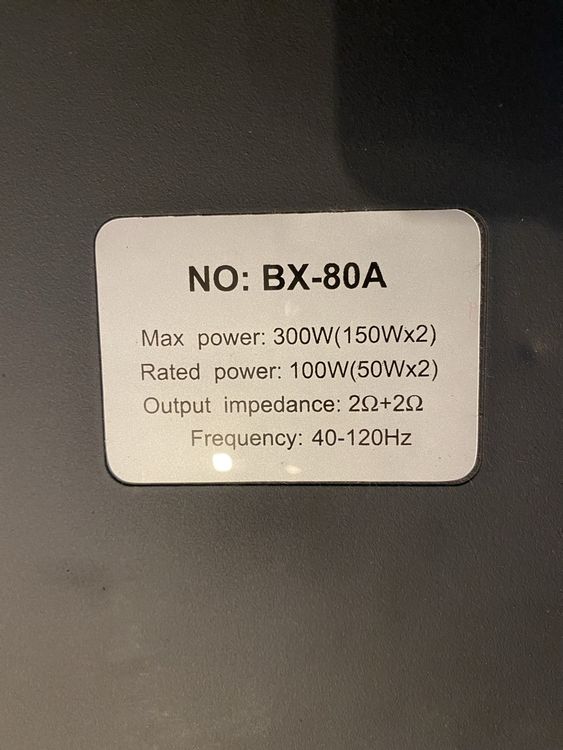 NO: BX-80A
Max power: 300W(150Wx2)
Rated power: 100W(50Wx2)
Output impedance: 2Ω+2Ω
Frequency: 40-120Hz